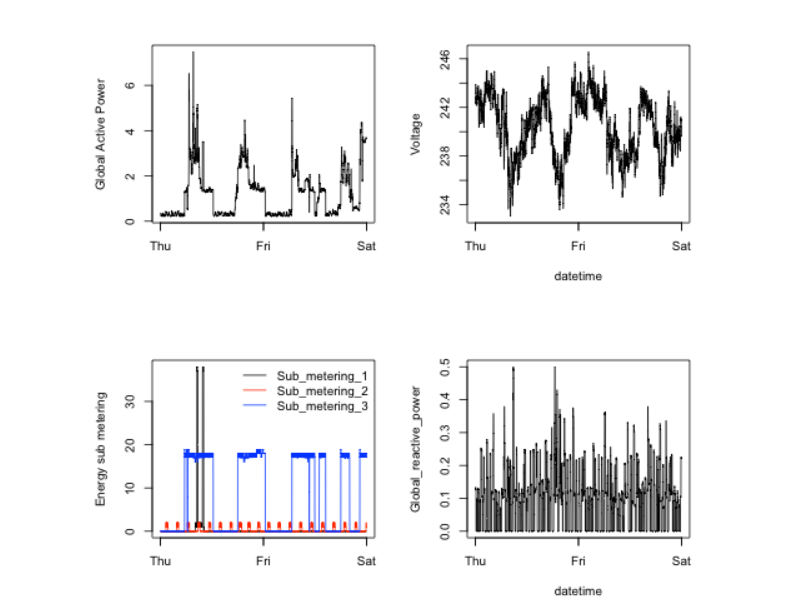 Global Active Power
6
4
2
0
Thu Fri Sat
Voltage
246
242
238
234
Thu Fri Sat
datetime
Energy sub metering
30
20
10
0
Sub_metering_1
Sub_metering_2
Sub_metering_3
Thu Fri Sat
Global_reactive_power
0.5
0.4
0.3
0.2
0.1
0.0
Thu Fri Sat
datetime